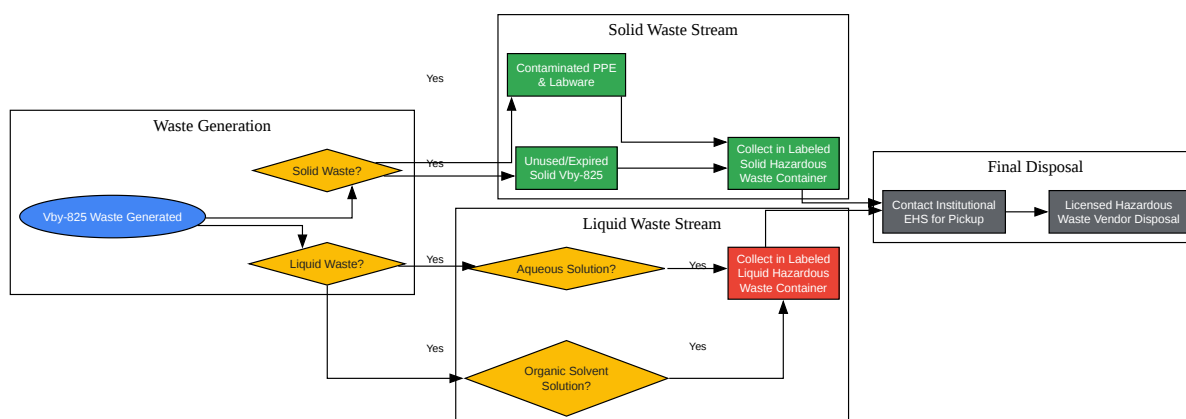 Solid Waste Stream
Yes
Contaminated PPE
& Labware
Waste Generation
Solid Waste?
Yes
Unused/Expired
Solid Vby-825
Collect in Labeled
Solid Hazardous
Waste Container
Final Disposal
Vby-825 Waste Generated
Contact Institutional
EHS for Pickup
Licensed Hazardous
Waste Vendor Disposal
Liquid Waste Stream
Liquid Waste?
Yes
Aqueous Solution?
Yes
Collect in Labeled
Liquid Hazardous
Waste Container
Yes
Organic Solvent
Solution?
Yes